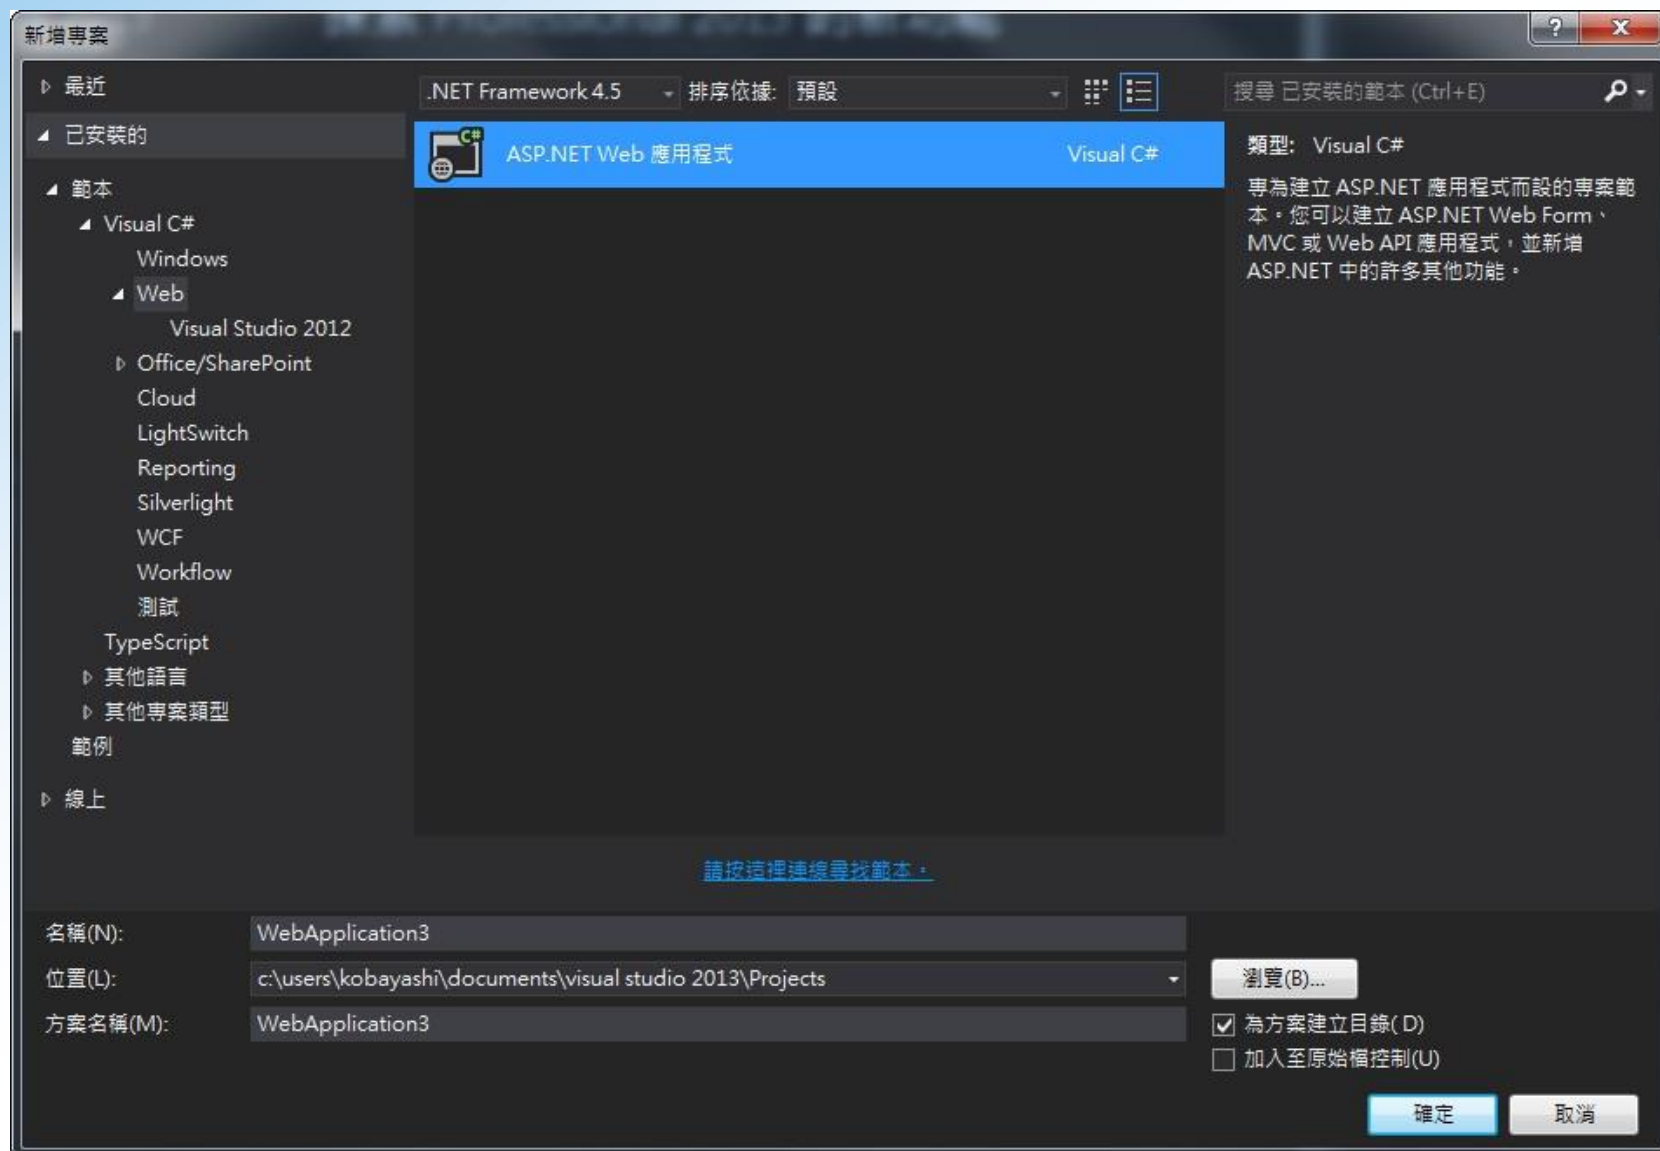 新增專案
最近
.NET Framework 4.5
排序依據:
預設
搜尋 已安裝的範本 (Ctrl+E)
已安裝的
範本
Visual C#
Windows
Web
Visual Studio 2012
Office/SharePoint
Cloud
LightSwitch
Reporting
Silverlight
WCF
Workflow
測試
TypeScript
其他語言
其他專案類型
範例
線上
C#
ASP.NET Web 應用程式
Visual C#
類型: Visual C#
專為建立 ASP.NET 應用程式而設的專案範
本。您可以建立 ASP.NET Web Form、
MVC 或 Web API 應用程式，並新增
ASP.NET 中的許多其他功能。
請按這裡連線尋找範本。
名稱(N):
WebApplication3
位置(L):
c:\users\kobayashi\documents\visual studio 2013\Projects
瀏覽(B)...
方案名稱(M):
WebApplication3
為方案建立目錄( D)
加入至原始檔控制(U)
確定
取消